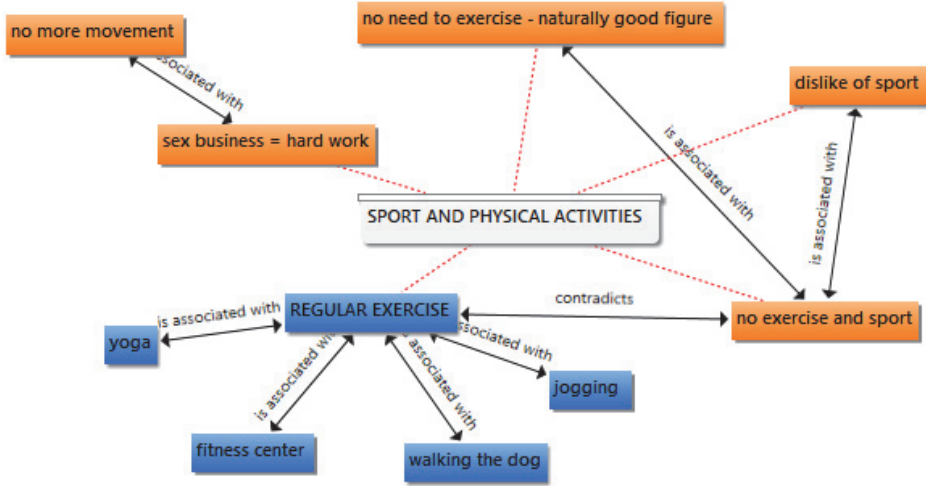 no need to exercise - naturally good figure
no more movement
associated with
dislike of sport
sex business = hard work
is associated with
is associated with
SPORT AND PHYSICAL ACTIVITIES
contradicts
REGULAR EXERCISE
is associated with
no exercise and sport
yoga
associated with
is associated with
associated with
jogging
fitness center
walking the dog